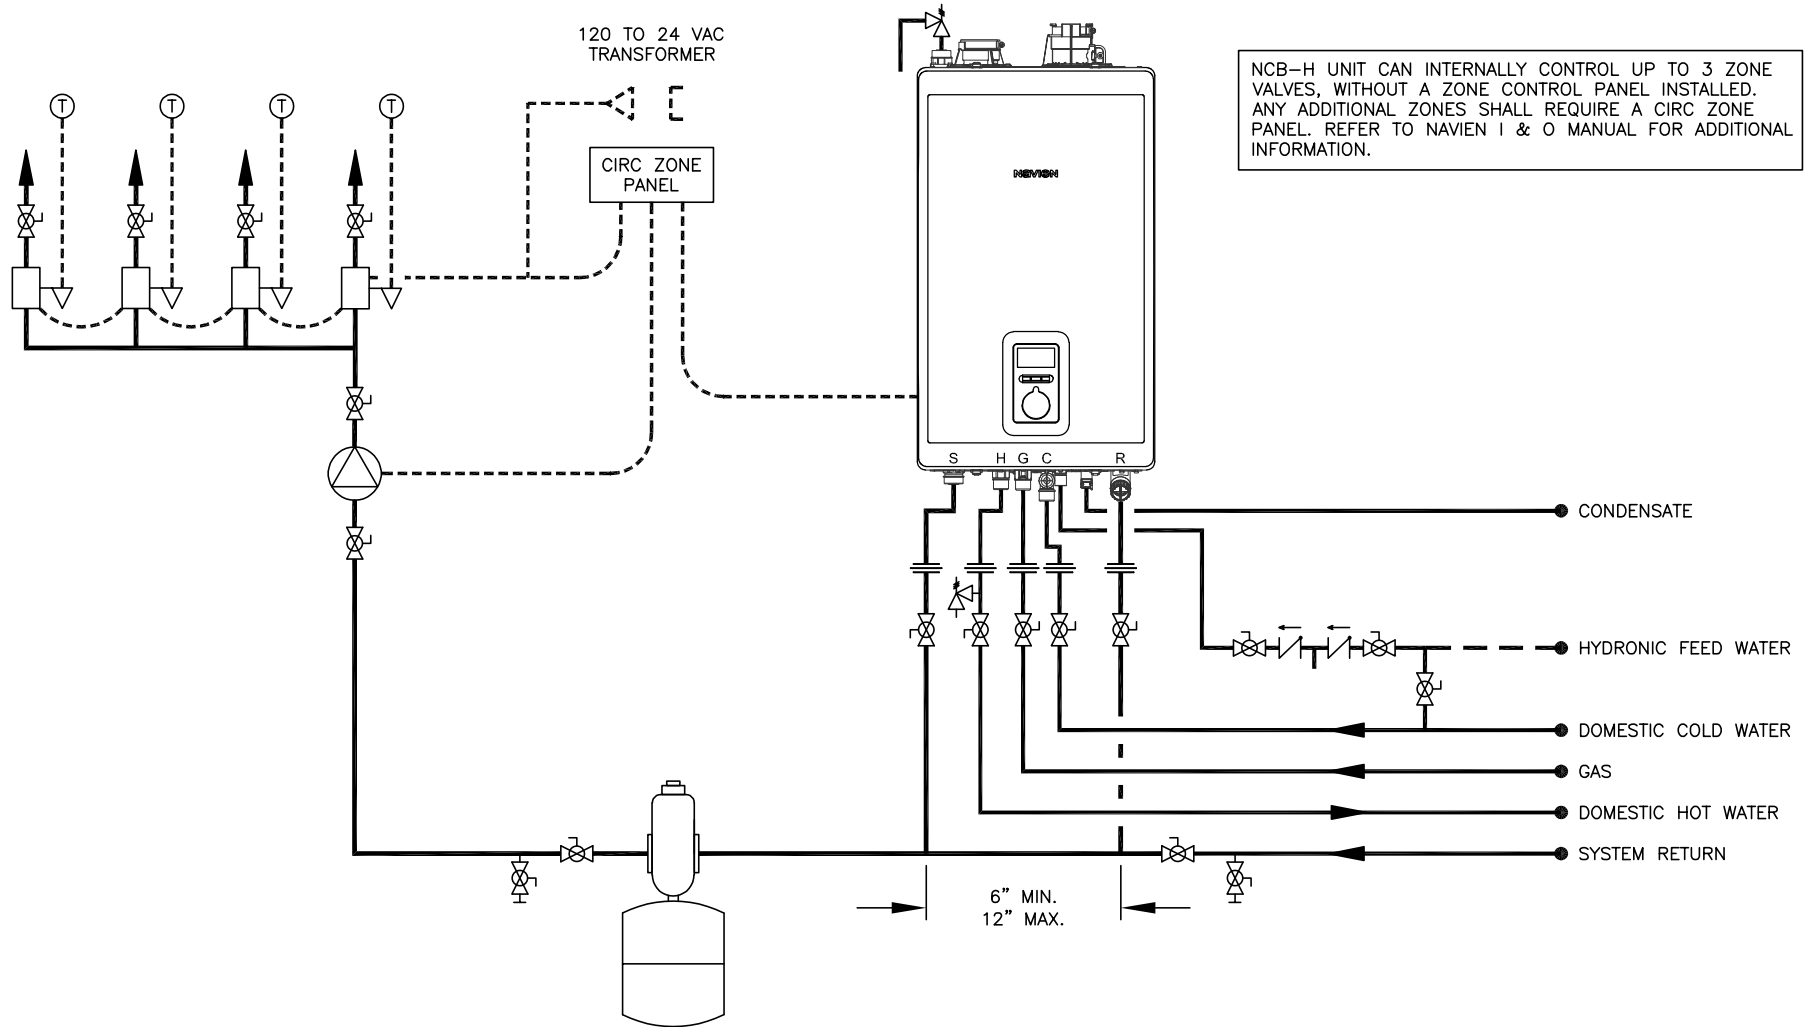 120 TO 24 VAC
TRANSFORMER
NCB-H UNIT CAN INTERNALLY CONTROL UP TO 3 ZONE
VALVES, WITHOUT A ZONE CONTROL PANEL INSTALLED.
ANY ADDITIONAL ZONES SHALL REQUIRE A CIRC ZONE
PANEL. REFER TO NAVIEN I & O MANUAL FOR ADDITIONAL
INFORMATION.
T T T T
CIRC ZONE
PANEL
NAVIEN
S H G C R
CONDENSATE
HYDRONIC FEED WATER
DOMESTIC COLD WATER
GAS
DOMESTIC HOT WATER
SYSTEM RETURN
6" MIN.
12" MAX.